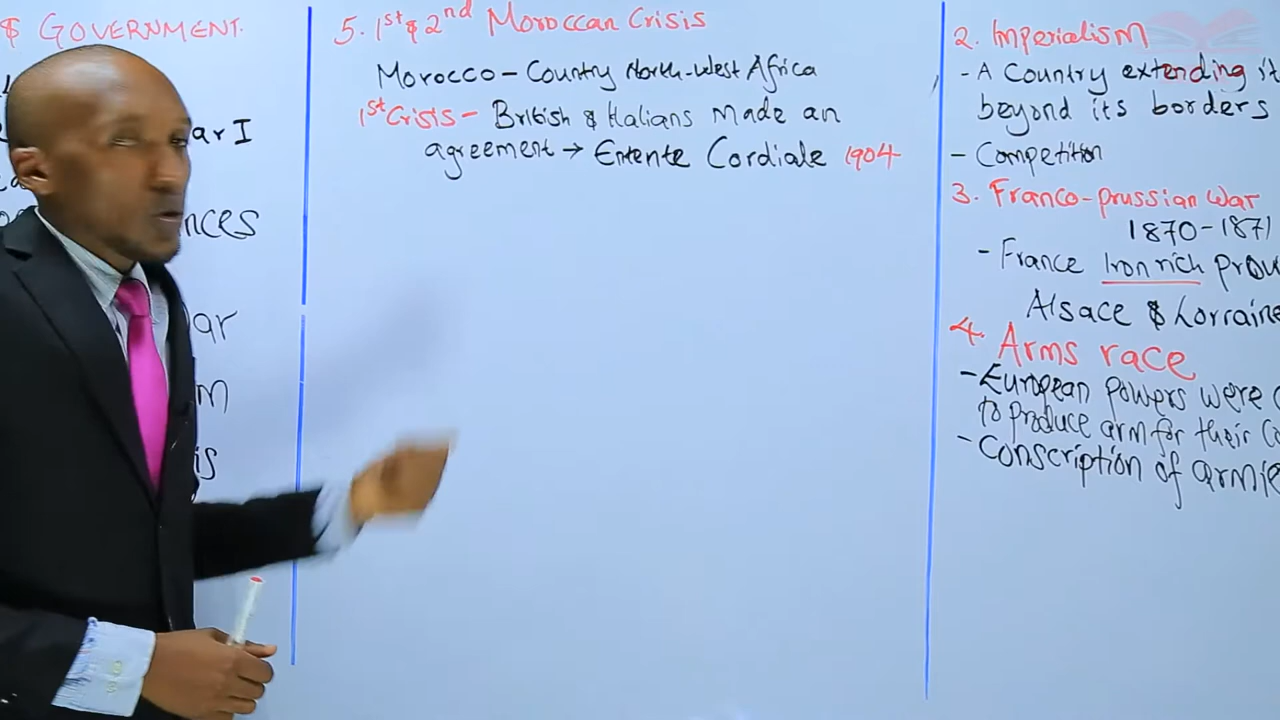 $ GOVERNMENT.
ar I
nces
ar
m
is
5. 1st & 2nd Moroccan Crisis
Morocco - Country North-West Africa
1st Crisis - British & Italians made an
agreement → Entente Cordiale 1904
2. Imperialism
- A Country extending it
beyond its borders
- Competition
3. Franco-prussian War
1870-1871
- France Iron rich prov
Alsace & Lorraine
4. Arms race
- European powers were
to produce arm for their Co
- Conscription of armie